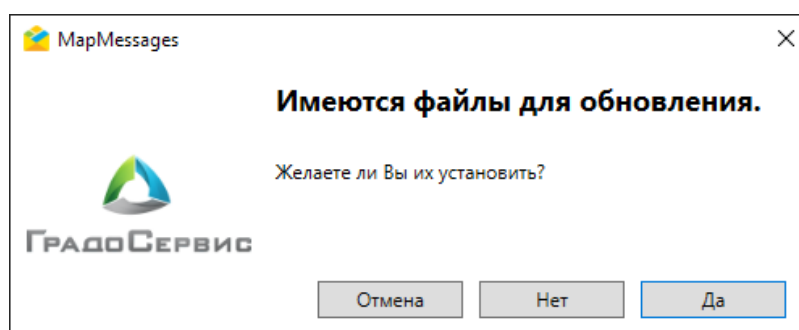 MapMessages
Имеются файлы для обновления.
Желаете ли Вы их установить?
ГрадоСервис
Отмена
Нет
Да